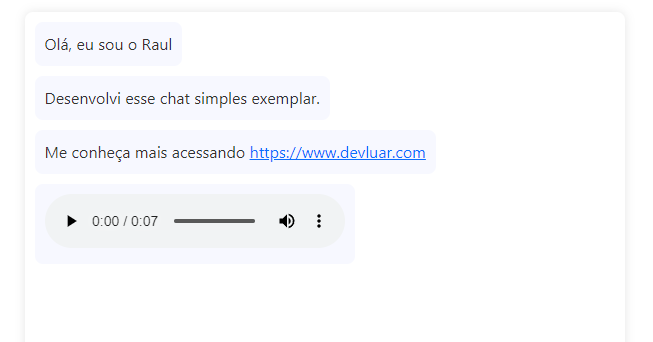 Olá, eu sou o Raul
Desenvolvi esse chat simples exemplar.
Me conheça mais acessando https://www.devluar.com
0:00 / 0:07